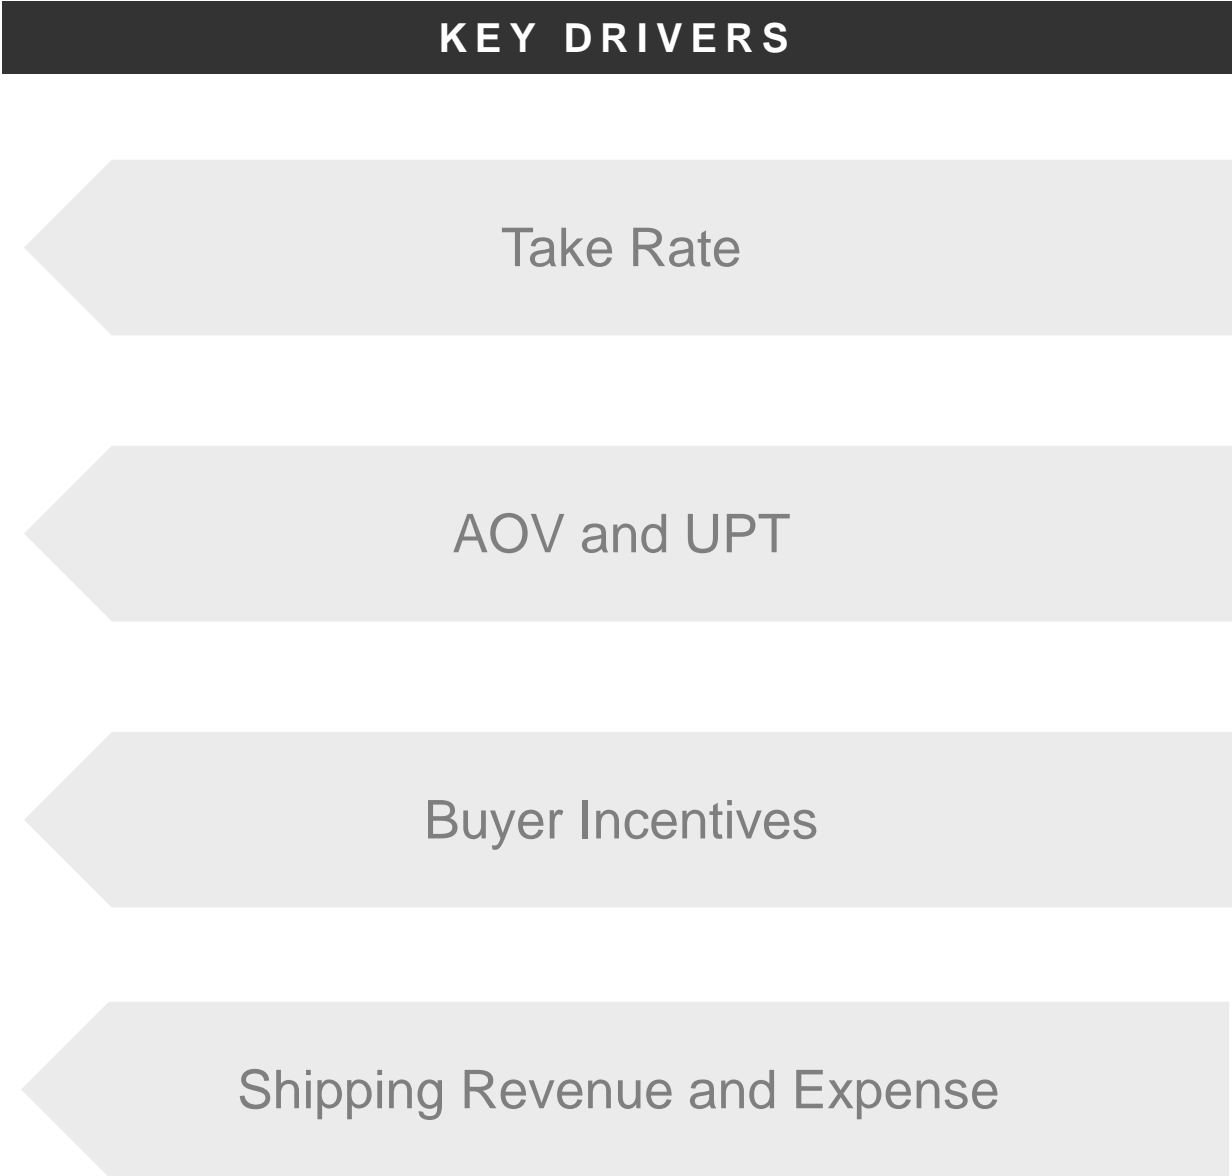 KEY DRIVERS
Take Rate
AOV and UPT
Buyer Incentives
Shipping Revenue and Expense